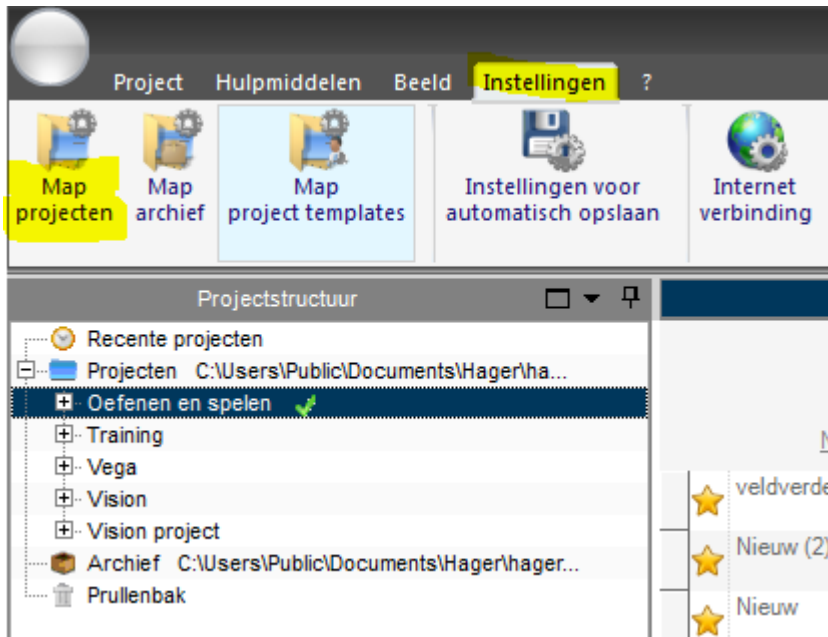 Project Hulpmiddelen Beeld Instellingen ?
Map projecten
Map archief
Map project templates
Instellingen voor automatisch opslaan
Internet verbinding
Projectstructuur
Recente projecten
Projecten C:\Users\Public\Documents\Hager\ha...
Oefenen en spelen
Training
Vega
Vision
Vision project
Archief C:\Users\Public\Documents\Hager\hager...
Prullenbak
veldverde
Nieuw (2)
Nieuw